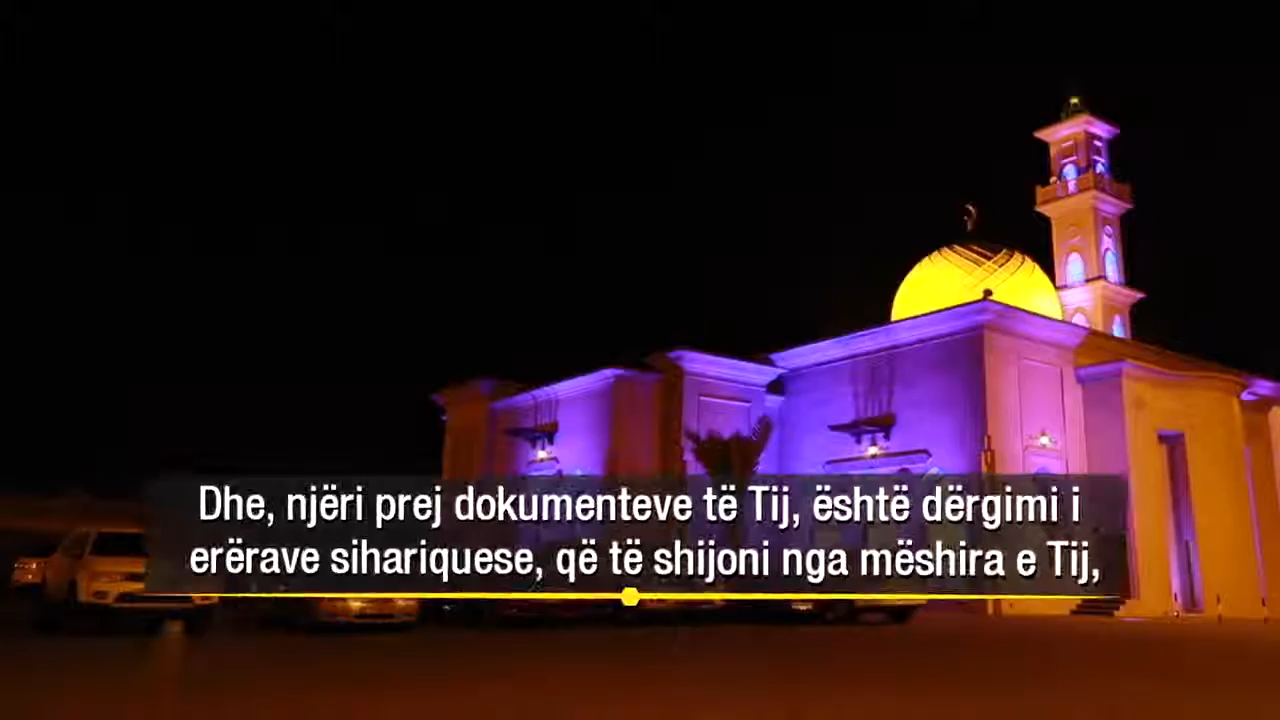 Dhe, njëri prej dokumenteve të Tij, është dërgimi i
erërave sihariquese, që të shijoni nga mëshira e Tij,